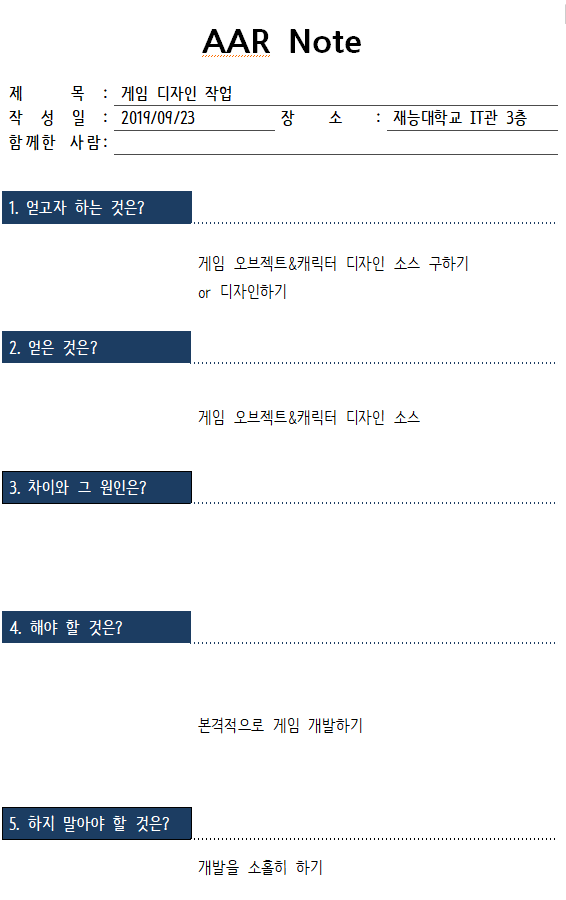 AAR Note
제 목 : 게임 디자인 작업
작 성 일 : 2019/09/23 장 소 : 재능대학교 IT관 3층
함께한 사람:
1. 얻고자 하는 것은?
게임 오브젝트&캐릭터 디자인 소스 구하기
or 디자인하기
2. 얻은 것은?
게임 오브젝트&캐릭터 디자인 소스
3. 차이와 그 원인은?
4. 해야 할 것은?
본격적으로 게임 개발하기
5. 하지 말아야 할 것은?
개발을 소홀히 하기